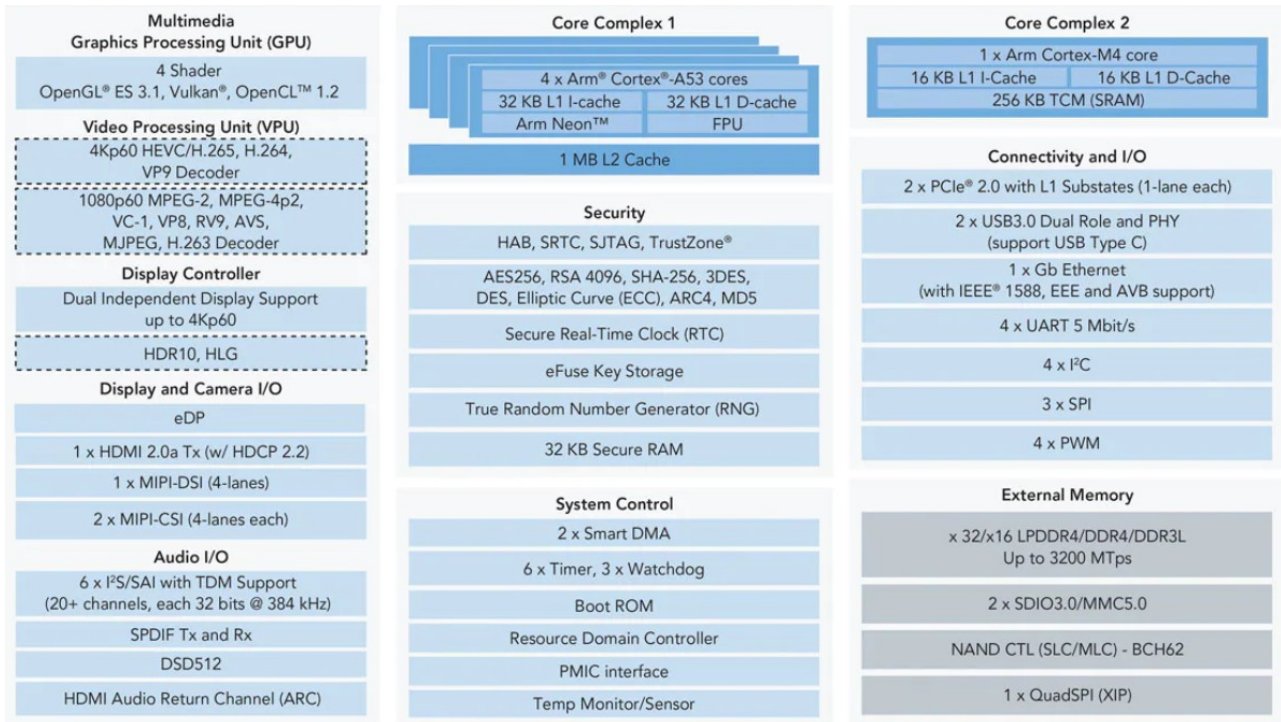 Multimedia
Graphics Processing Unit (GPU)
4 Shader
OpenGL® ES 3.1, Vulkan®, OpenCL™ 1.2
Video Processing Unit (VPU)
4Kp60 HEVC/H.265, H.264,
VP9 Decoder
1080p60 MPEG-2, MPEG-4p2,
VC-1, VP8, RV9, AVS,
MJPEG, H.263 Decoder
Display Controller
Dual Independent Display Support
up to 4Kp60
HDR10, HLG
Display and Camera I/O
eDP
1 x HDMI 2.0a Tx (w/ HDCP 2.2)
1 x MIPI-DSI (4-lanes)
2 x MIPI-CSI (4-lanes each)
Audio I/O
6 x I²S/SAI with TDM Support
(20+ channels, each 32 bits @ 384 kHz)
SPDIF Tx and Rx
DSD512
HDMI Audio Return Channel (ARC)
Core Complex 1
4 x Arm® Cortex®-A53 cores
32 KB L1 I-cache
32 KB L1 D-cache
Arm Neon™
FPU
1 MB L2 Cache
Security
HAB, SRTC, SJTAG, TrustZone®
AES256, RSA 4096, SHA-256, 3DES,
DES, Elliptic Curve (ECC), ARC4, MD5
Secure Real-Time Clock (RTC)
eFuse Key Storage
True Random Number Generator (RNG)
32 KB Secure RAM
System Control
2 x Smart DMA
6 x Timer, 3 x Watchdog
Boot ROM
Resource Domain Controller
PMIC interface
Temp Monitor/Sensor
Core Complex 2
1 x Arm Cortex-M4 core
16 KB L1 I-Cache
16 KB L1 D-Cache
256 KB TCM (SRAM)
Connectivity and I/O
2 x PCIe® 2.0 with L1 Substates (1-lane each)
2 x USB3.0 Dual Role and PHY
(support USB Type C)
1 x Gb Ethernet
(with IEEE® 1588, EEE and AVB support)
4 x UART 5 Mbit/s
4 x I²C
3 x SPI
4 x PWM
External Memory
x 32/x16 LPDDR4/DDR4/DDR3L
Up to 3200 MTps
2 x SDIO3.0/MMC5.0
NAND CTL (SLC/MLC) - BCH62
1 x QuadSPI (XIP)